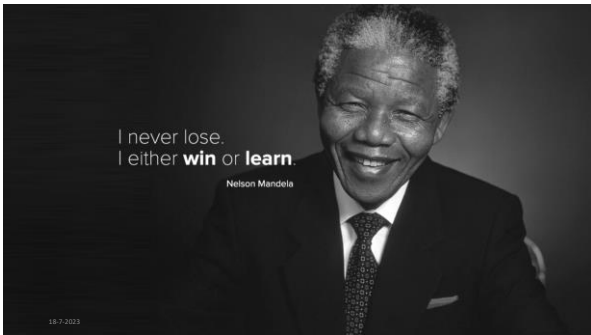 I never lose.
I either win or learn.
Nelson Mandela
18-7-2023